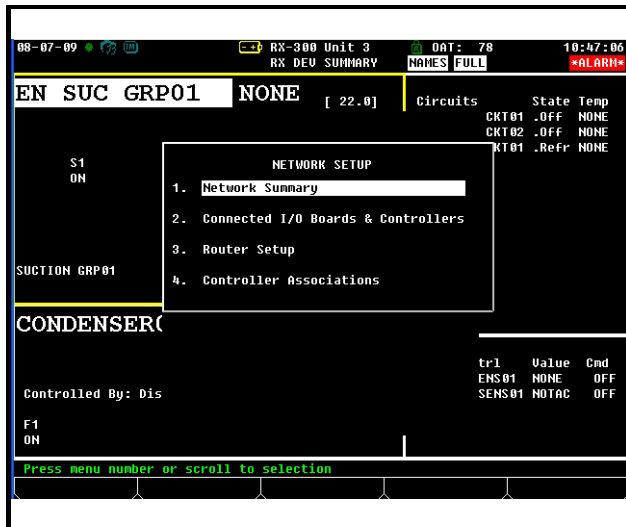 08-07-09 RX-300 Unit 3 OAT: 78 10:47:06
RX DEV SUMMARY NAMES FULL *ALARM*
EN SUC GRP01 NONE [ 22.0] Circuits State Temp
CKT01 .Off NONE
CKT02 .Off NONE
KT01 .Refr NONE
S1
ON
NETWORK SETUP
1. Network Summary
2. Connected I/O Boards & Controllers
3. Router Setup
4. Controller Associations
SUCTION GRP01
CONDENSER(
trl Value Cmd
ENS01 NONE OFF
SENS01 NOTAC OFF
Controlled By: Dis
F1
ON
Press menu number or scroll to selection